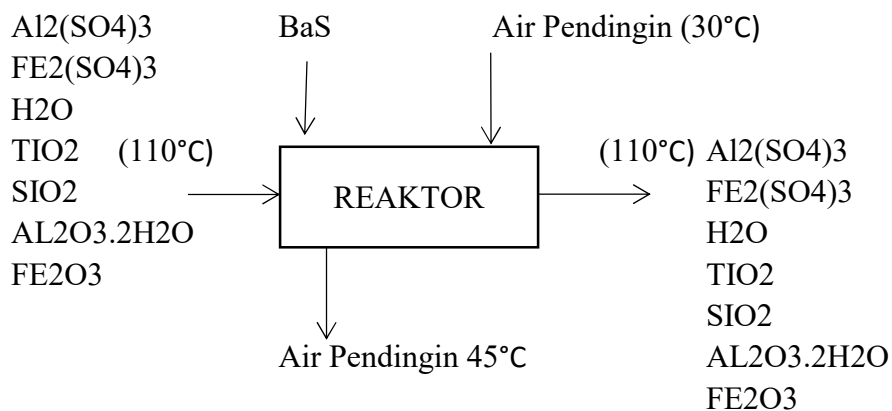 Al2(SO4)3
FE2(SO4)3
H2O
TIO2 (110°C)
SIO2
AL2O3.2H2O
FE2O3
BaS
Air Pendingin (30°C)
REAKTOR
Air Pendingin 45°C
(110°C) Al2(SO4)3
FE2(SO4)3
H2O
TIO2
SIO2
AL2O3.2H2O
FE2O3